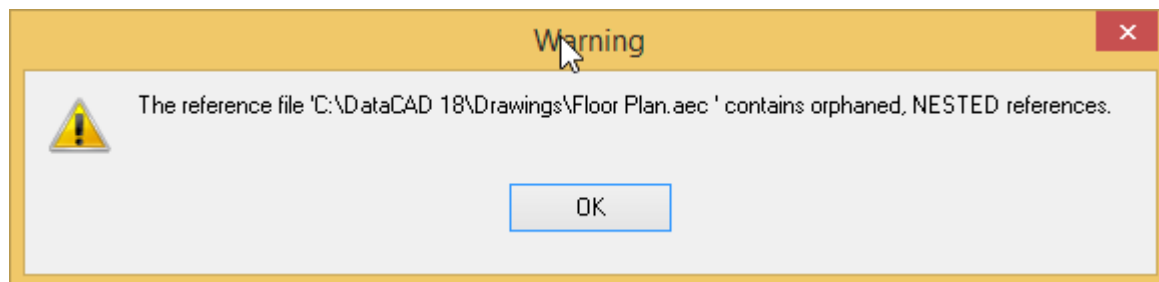 Warning
The reference file 'C:\DataCAD 18\Drawings\Floor Plan.aec ' contains orphaned, NESTED references.
OK